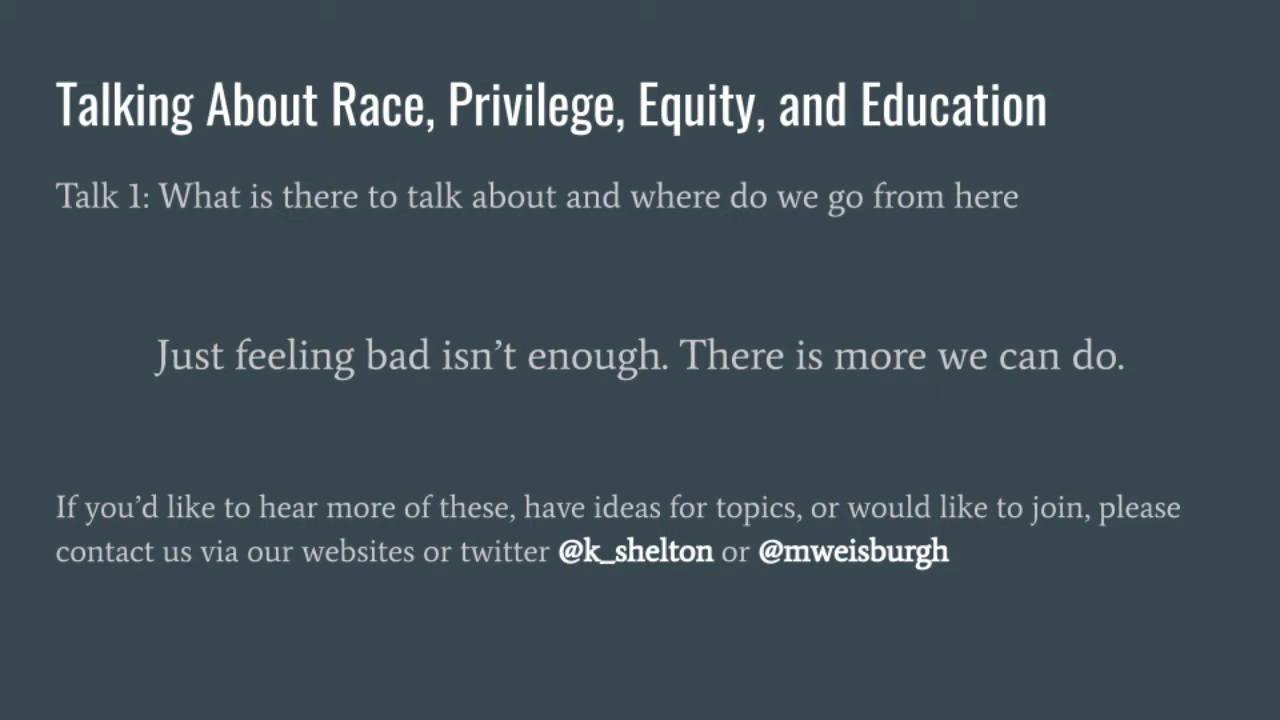 Talking About Race, Privilege, Equity, and Education
Talk 1: What is there to talk about and where do we go from here
Just feeling bad isn’t enough. There is more we can do.
If you’d like to hear more of these, have ideas for topics, or would like to join, please
contact us via our websites or twitter @k_shelton or @mweisburgh